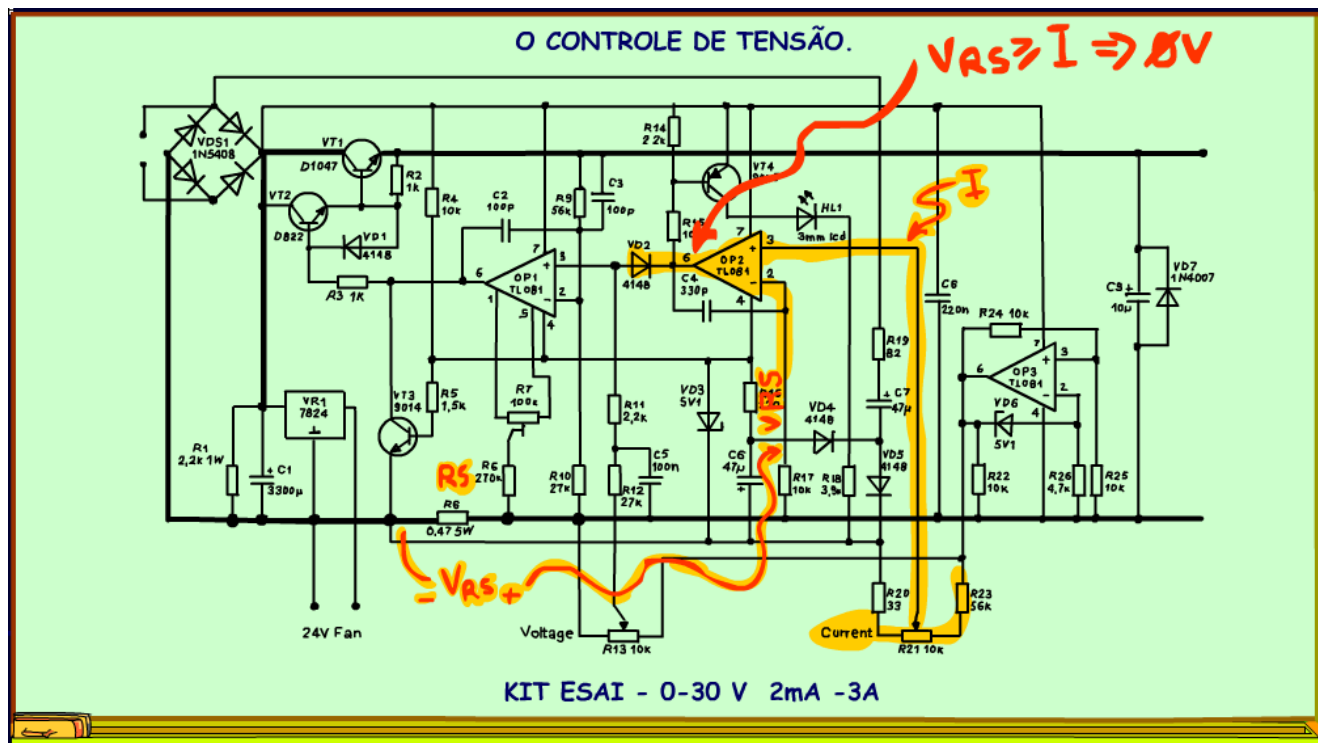 O CONTROLE DE TENSÃO.
VRS ≥ I ⇒ 0V
VDS1
1N5408
VT1
D1047
R2
1k
VT2
D822
VD1
4148
R3 1K
R4
10k
C2
100p
R9
56k
C3
100p
R14
2 2k
VT4
HL1
3mm lcd
I
7
3
6
OP1
TL081
2
1
5
4
VD2
4148
C4
330p
7
3
6
OP2
TL081
2
4
C8
220n
C9
10µ
VD7
1N4007
R24 10k
R19
82
7
3
6
OP3
TL081
2
4
VT3
9014
R5
1,5k
R7
100k
R11
2,2k
VD3
5V1
VRS
VD4
4148
C7
47µ
VD6
5V1
VR1
7824
R1
2,2k 1W
C1
3300µ
RS
R6
270k
R10
27k
C5
100n
R12
27k
C6
47µ
R17
10k
R18
VD5
4148
R22
10k
R26
4,7k
R25
10k
R6
0,47 5W
- VRS +
R20
33
R23
56k
24V Fan
Voltage
R13 10k
Current
R21 10k
KIT ESAI - 0-30 V 2mA -3A